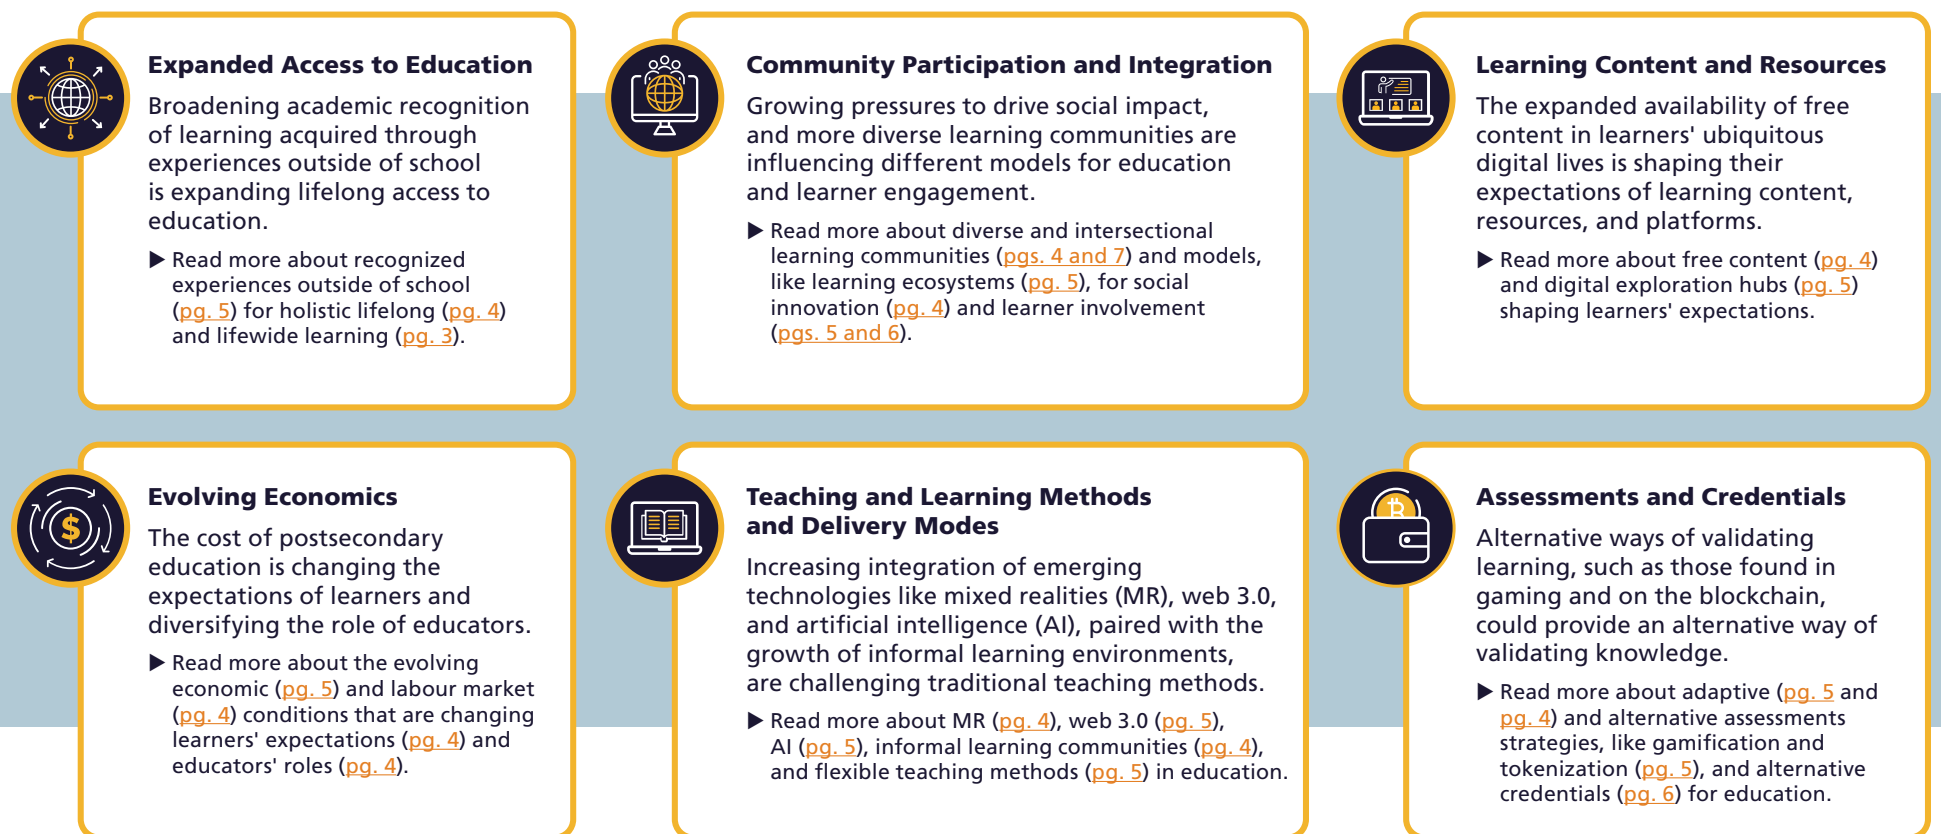 Expanded Access to Education
Broadening academic recognition
of learning acquired through
experiences outside of school
is expanding lifelong access to
education.
▶ Read more about recognized
experiences outside of school
(pg. 5) for holistic lifelong (pg. 4)
and lifewide learning (pg. 3).
Community Participation and Integration
Growing pressures to drive social impact,
and more diverse learning communities are
influencing different models for education
and learner engagement.
▶ Read more about diverse and intersectional
learning communities (pgs. 4 and 7) and models,
like learning ecosystems (pg. 5), for social
innovation (pg. 4) and learner involvement
(pgs. 5 and 6).
Learning Content and Resources
The expanded availability of free
content in learners' ubiquitous
digital lives is shaping their
expectations of learning content,
resources, and platforms.
▶ Read more about free content (pg. 4)
and digital exploration hubs (pg. 5)
shaping learners' expectations.
$
Evolving Economics
The cost of postsecondary
education is changing the
expectations of learners and
diversifying the role of educators.
▶ Read more about the evolving
economic (pg. 5) and labour market
(pg. 4) conditions that are changing
learners' expectations (pg. 4) and
educators' roles (pg. 4).
Teaching and Learning Methods
and Delivery Modes
Increasing integration of emerging
technologies like mixed realities (MR), web 3.0,
and artificial intelligence (AI), paired with the
growth of informal learning environments,
are challenging traditional teaching methods.
▶ Read more about MR (pg. 4), web 3.0 (pg. 5),
AI (pg. 5), informal learning communities (pg. 4),
and flexible teaching methods (pg. 5) in education.
Assessments and Credentials
Alternative ways of validating
learning, such as those found in
gaming and on the blockchain,
could provide an alternative way of
validating knowledge.
▶ Read more about adaptive (pg. 5 and
pg. 4) and alternative assessments
strategies, like gamification and
tokenization (pg. 5), and alternative
credentials (pg. 6) for education.